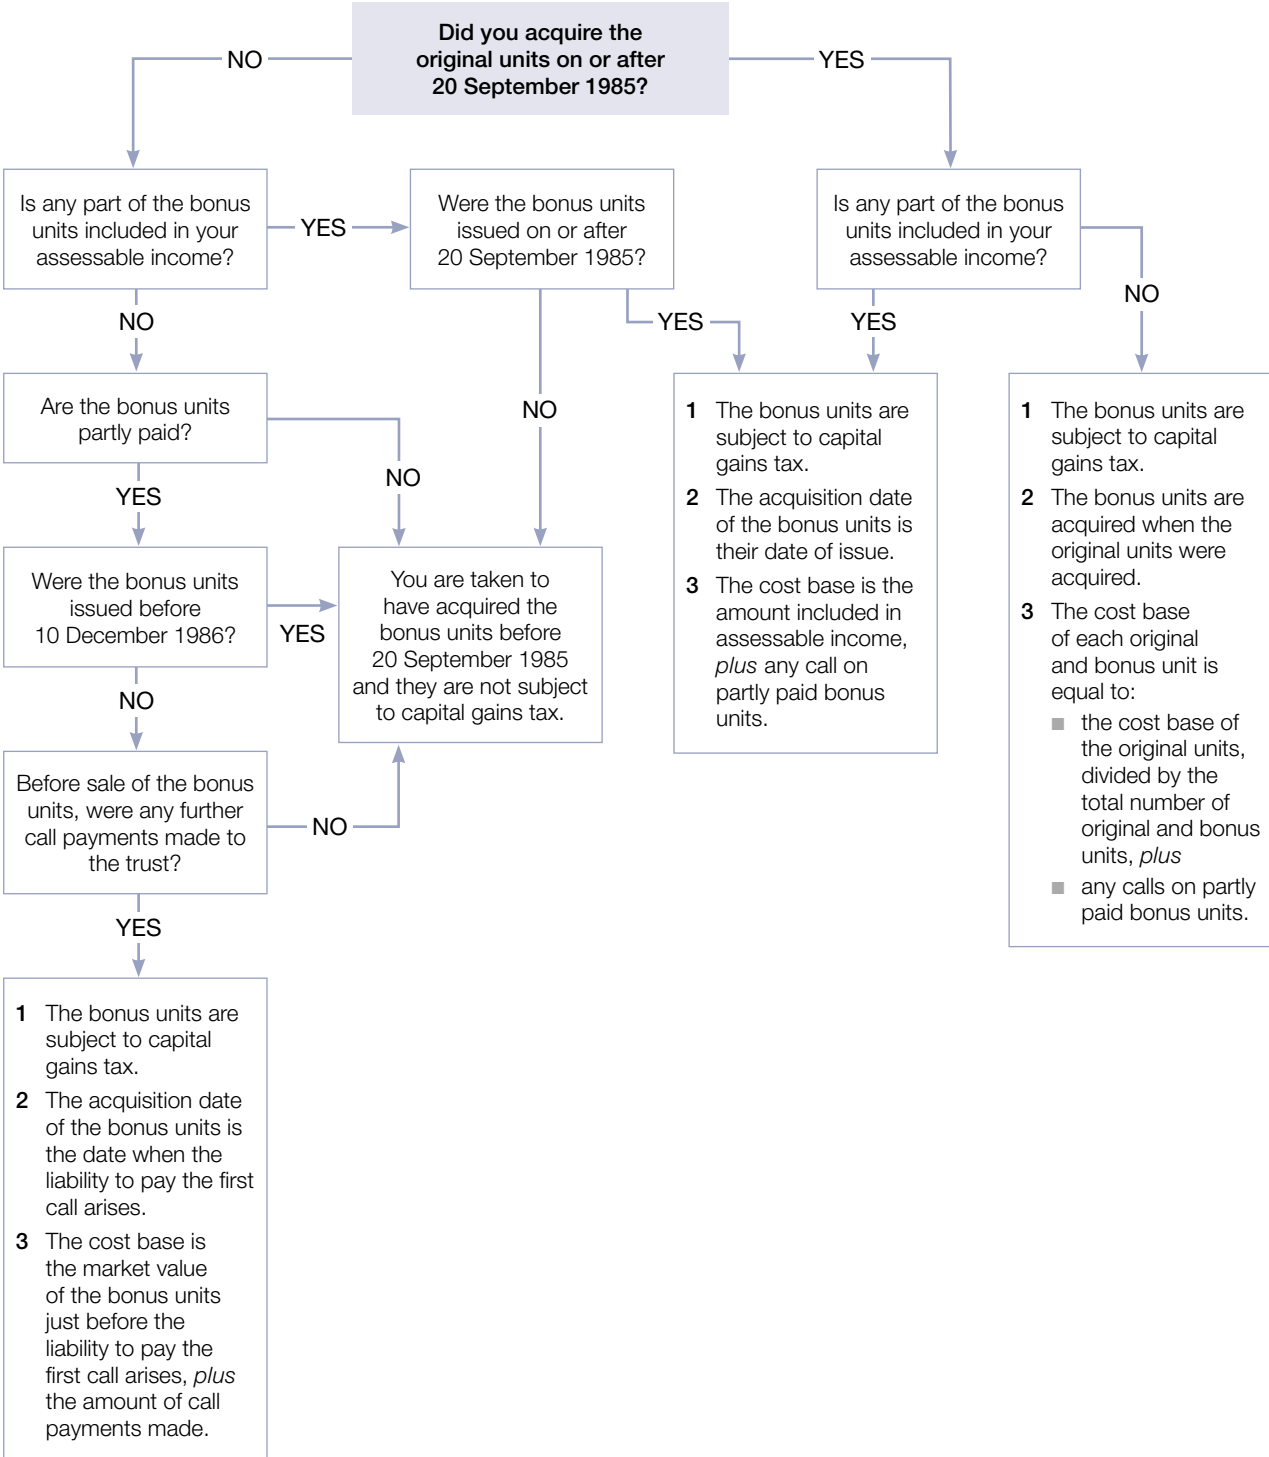 Did you acquire the
original units on or after
20 September 1985?
NO
YES
Is any part of the bonus
units included in your
assessable income?
YES
Were the bonus units
issued on or after
20 September 1985?
Is any part of the bonus
units included in your
assessable income?
NO
NO
YES
YES
Are the bonus units
partly paid?
NO
NO
YES
Were the bonus units
issued before
10 December 1986?
YES
You are taken to
have acquired the
bonus units before
20 September 1985
and they are not subject
to capital gains tax.
1 The bonus units are
subject to capital
gains tax.
2 The acquisition date
of the bonus units is
their date of issue.
3 The cost base is the
amount included in
assessable income,
plus any call on
partly paid bonus
units.
1 The bonus units are
subject to capital
gains tax.
2 The bonus units are
acquired when the
original units were
acquired.
3 The cost base
of each original
and bonus unit is
equal to:
■ the cost base of
the original units,
divided by the
total number of
original and bonus
units, plus
■ any calls on partly
paid bonus units.
NO
Before sale of the bonus
units, were any further
call payments made to
the trust?
NO
YES
1 The bonus units are
subject to capital
gains tax.
2 The acquisition date
of the bonus units is
the date when the
liability to pay the first
call arises.
3 The cost base is
the market value
of the bonus units
just before the
liability to pay the
first call arises, plus
the amount of call
payments made.